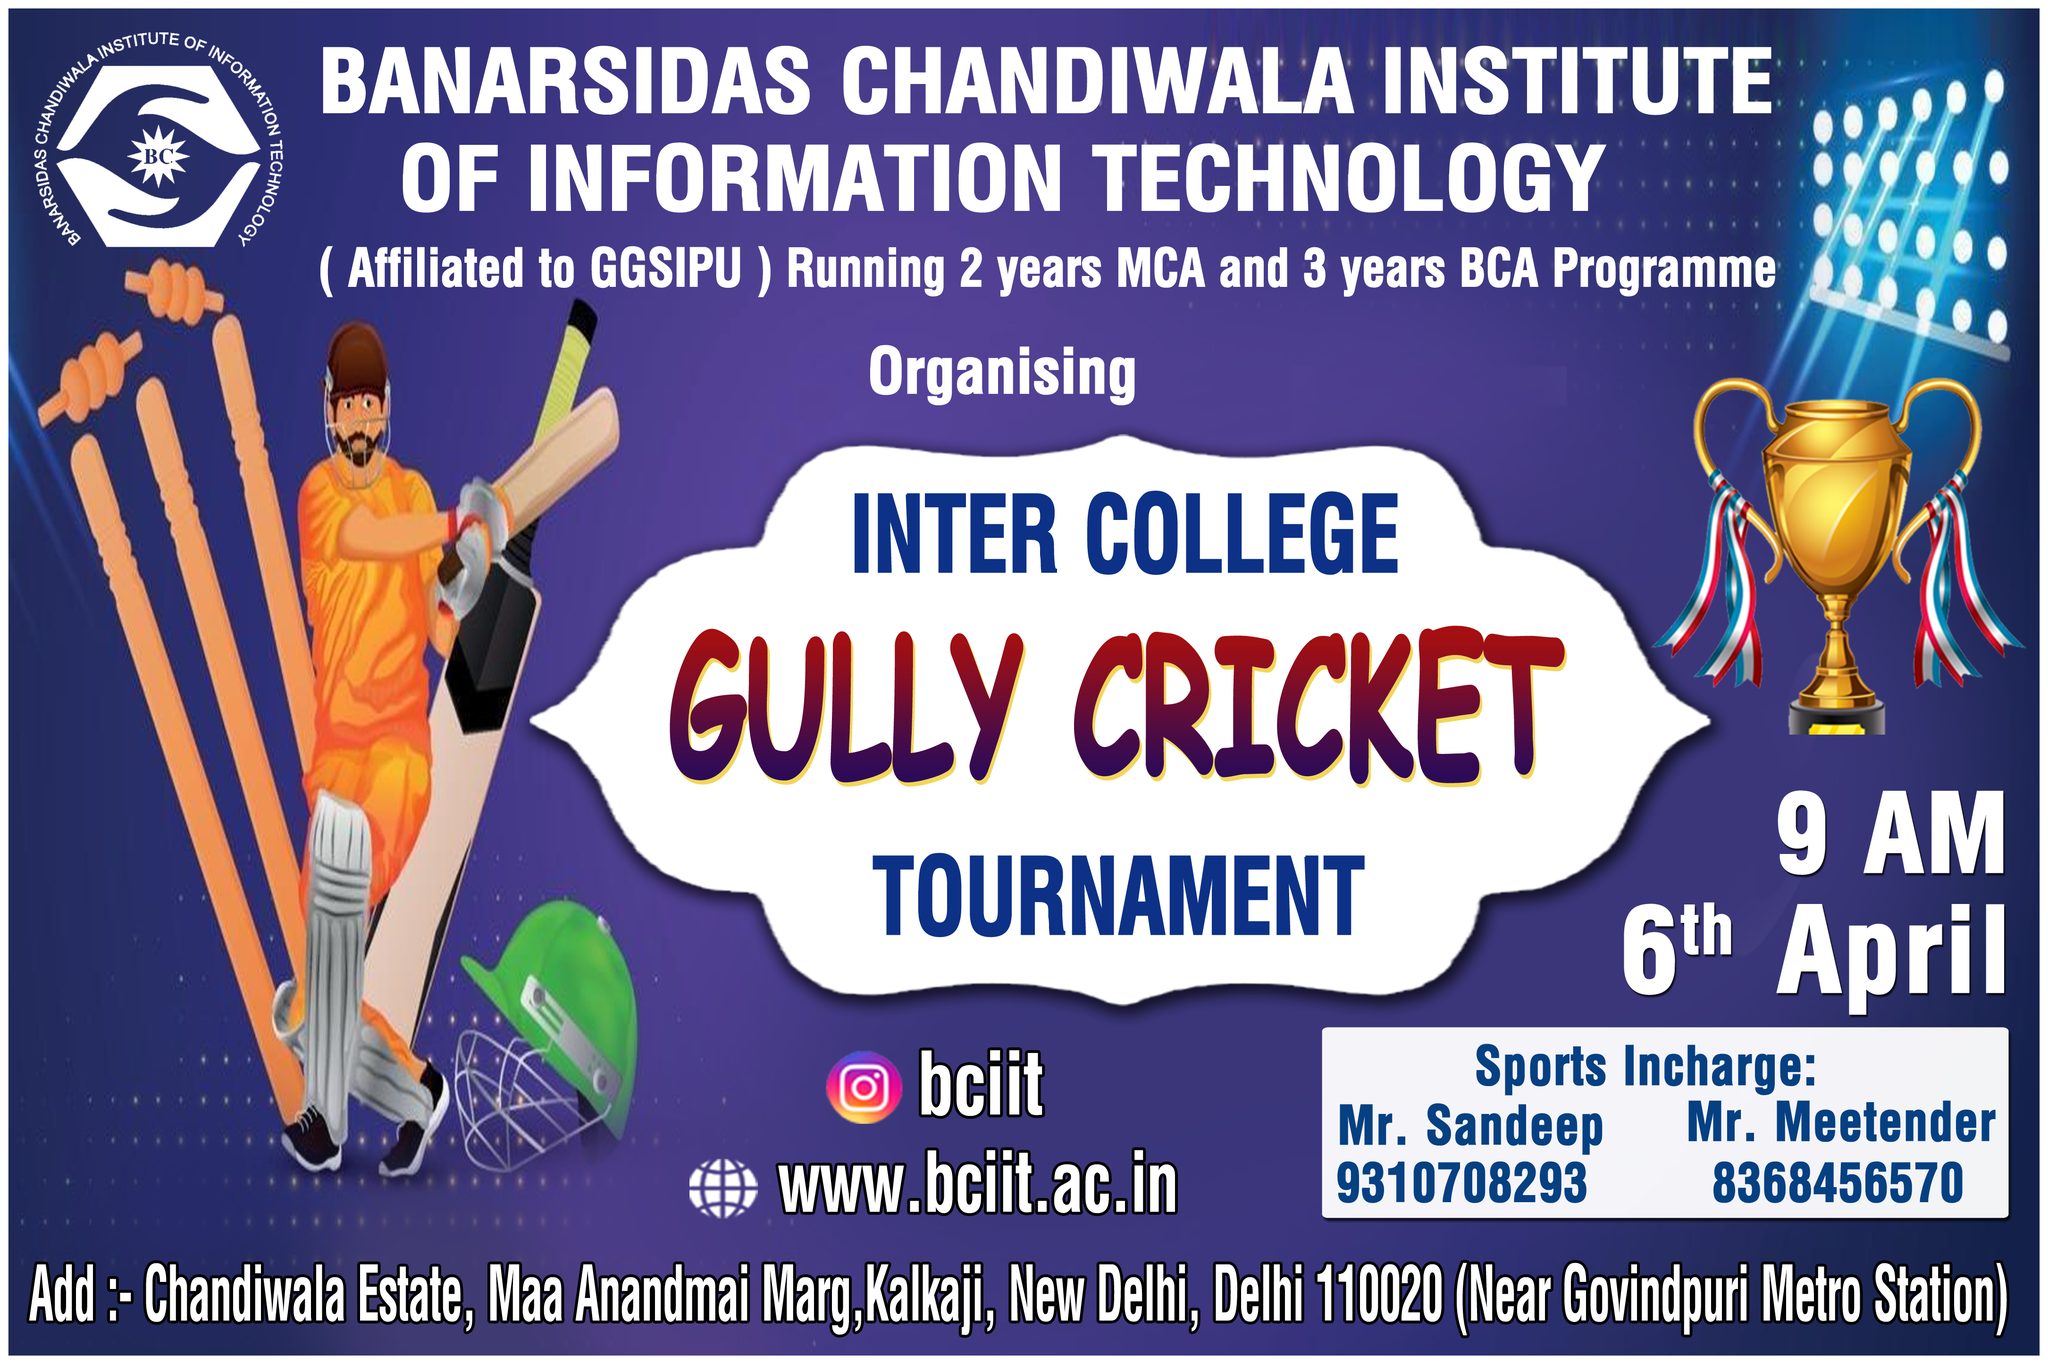 BANARSIDAS CHANDIWALA INSTITUTE OF INFORMATION TECHNOLOGY
BC
BANARSIDAS CHANDIWALA INSTITUTE
OF INFORMATION TECHNOLOGY
( Affiliated to GGSIPU ) Running 2 years MCA and 3 years BCA Programme
Organising
INTER COLLEGE
GULLY CRICKET
TOURNAMENT
9 AM
6th April
bciit
www.bciit.ac.in
Sports Incharge:
Mr. Sandeep Mr. Meetender
9310708293 8368456570
Add :- Chandiwala Estate, Maa Anandmai Marg,Kalkaji, New Delhi, Delhi 110020 (Near Govindpuri Metro Station)